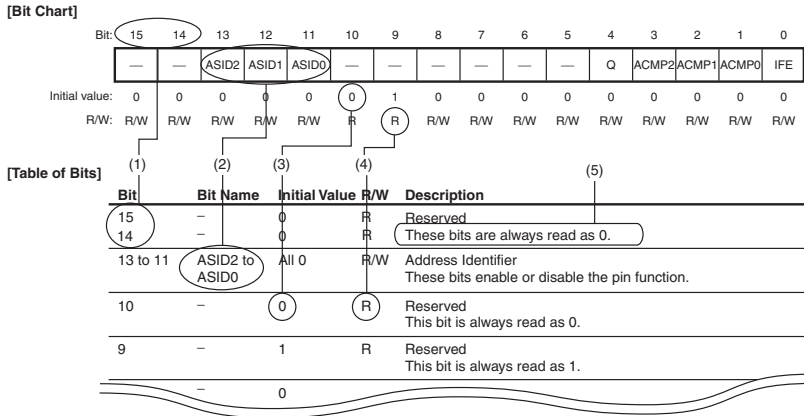 [Bit Chart]
Bit: 15 14 13 12 11 10 9 8 7 6 5 4 3 2 1 0
— — ASID2 ASID1 ASID0 — — — — — — Q ACMP2 ACMP1 ACMP0 IFE
Initial value: 0 0 0 0 0 0 1 0 0 0 0 0 0 0 0 0
R/W: R/W R/W R/W R/W R/W R R R/W R/W R/W R/W R/W R/W R/W R/W R/W
(1) (2) (3) (4) (5)
[Table of Bits]
Bit Bit Name Initial Value R/W Description
15 – 0 R Reserved
14 – 0 R These bits are always read as 0.
13 to 11 ASID2 to All 0 R/W Address Identifier
ASID0 These bits enable or disable the pin function.
10 – 0 R Reserved
This bit is always read as 0.
9 – 1 R Reserved
This bit is always read as 1.
– 0